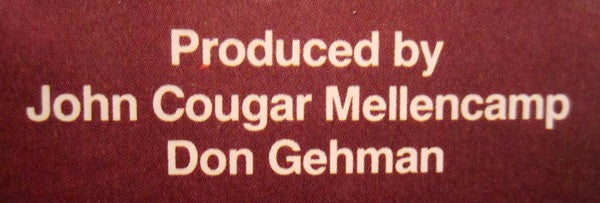 Produced by
John Cougar Mellencamp
Don Gehman